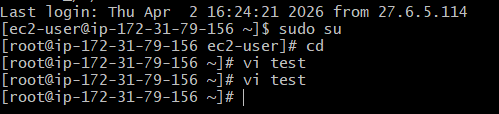 Last login: Thu Apr  2 16:24:21 2026 from 27.6.5.114
[ec2-user@ip-172-31-79-156 ~]$ sudo su
[root@ip-172-31-79-156 ec2-user]# cd
[root@ip-172-31-79-156 ~]# vi test
[root@ip-172-31-79-156 ~]# vi test
[root@ip-172-31-79-156 ~]#